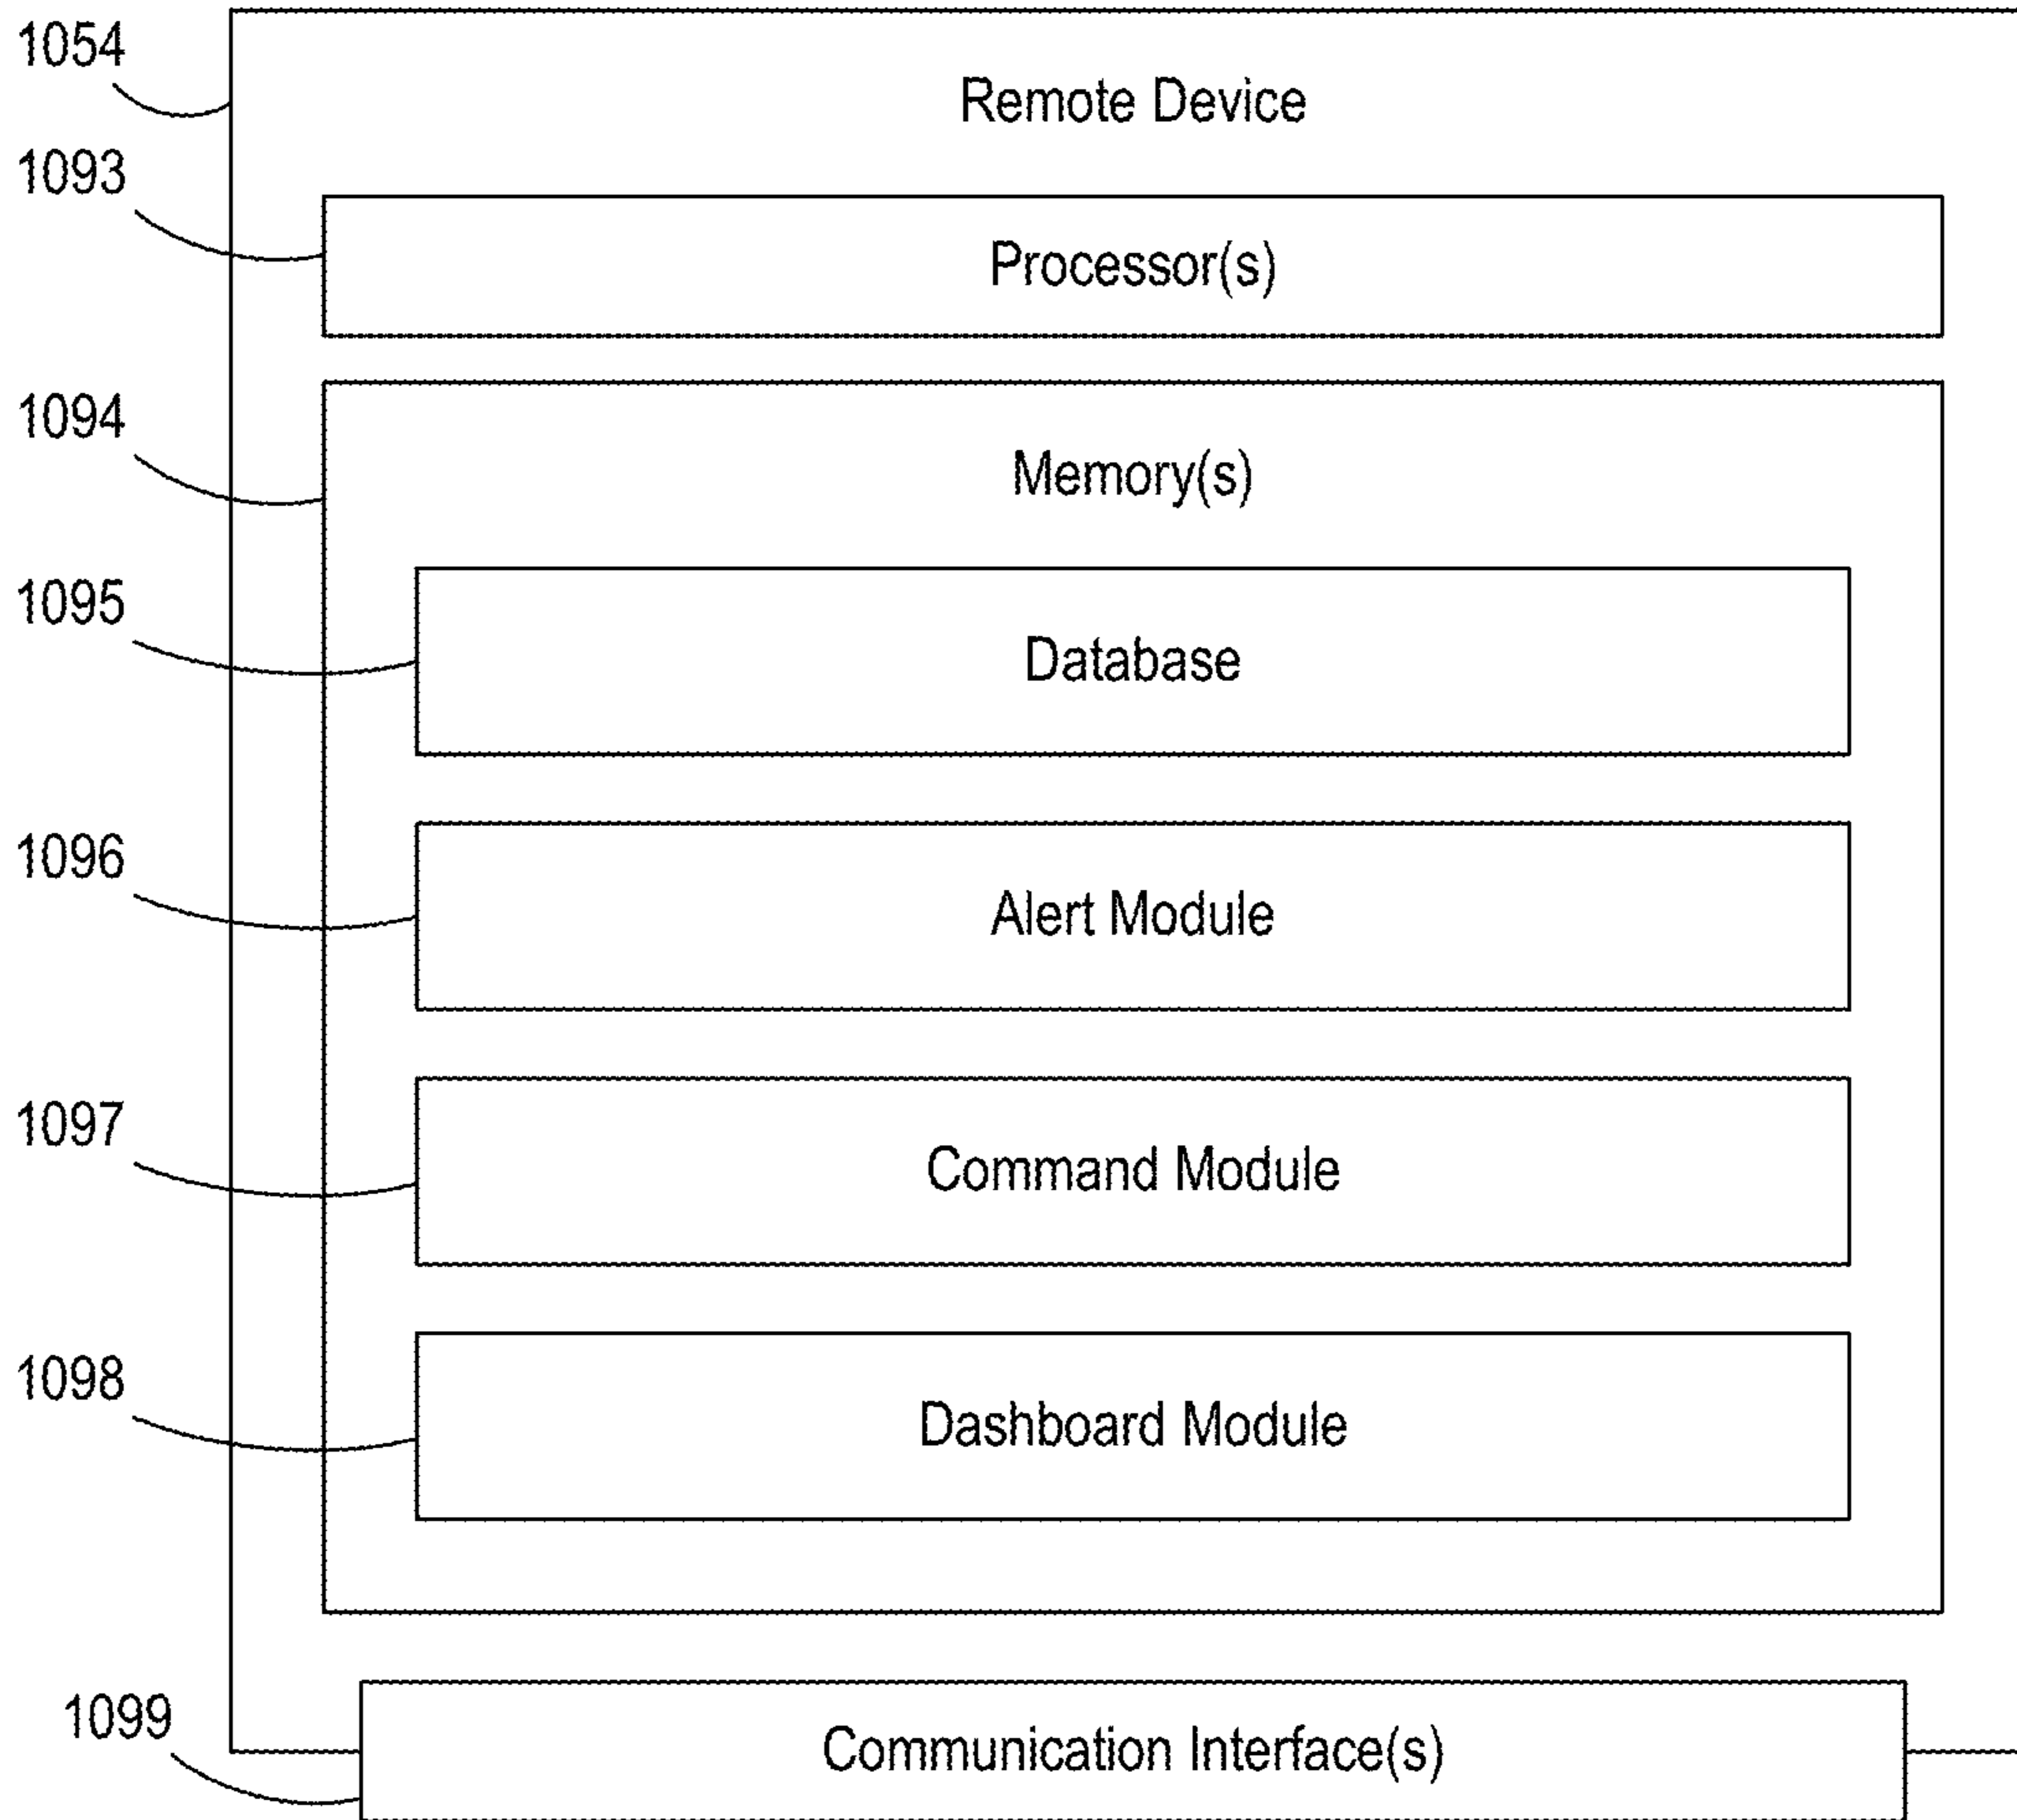 1054
Remote Device
1093
Processor(s)
1094
Memory(s)
1095
Database
1096
Alert Module
1097
Command Module
1098
Dashboard Module
1099
Communication Interface(s)